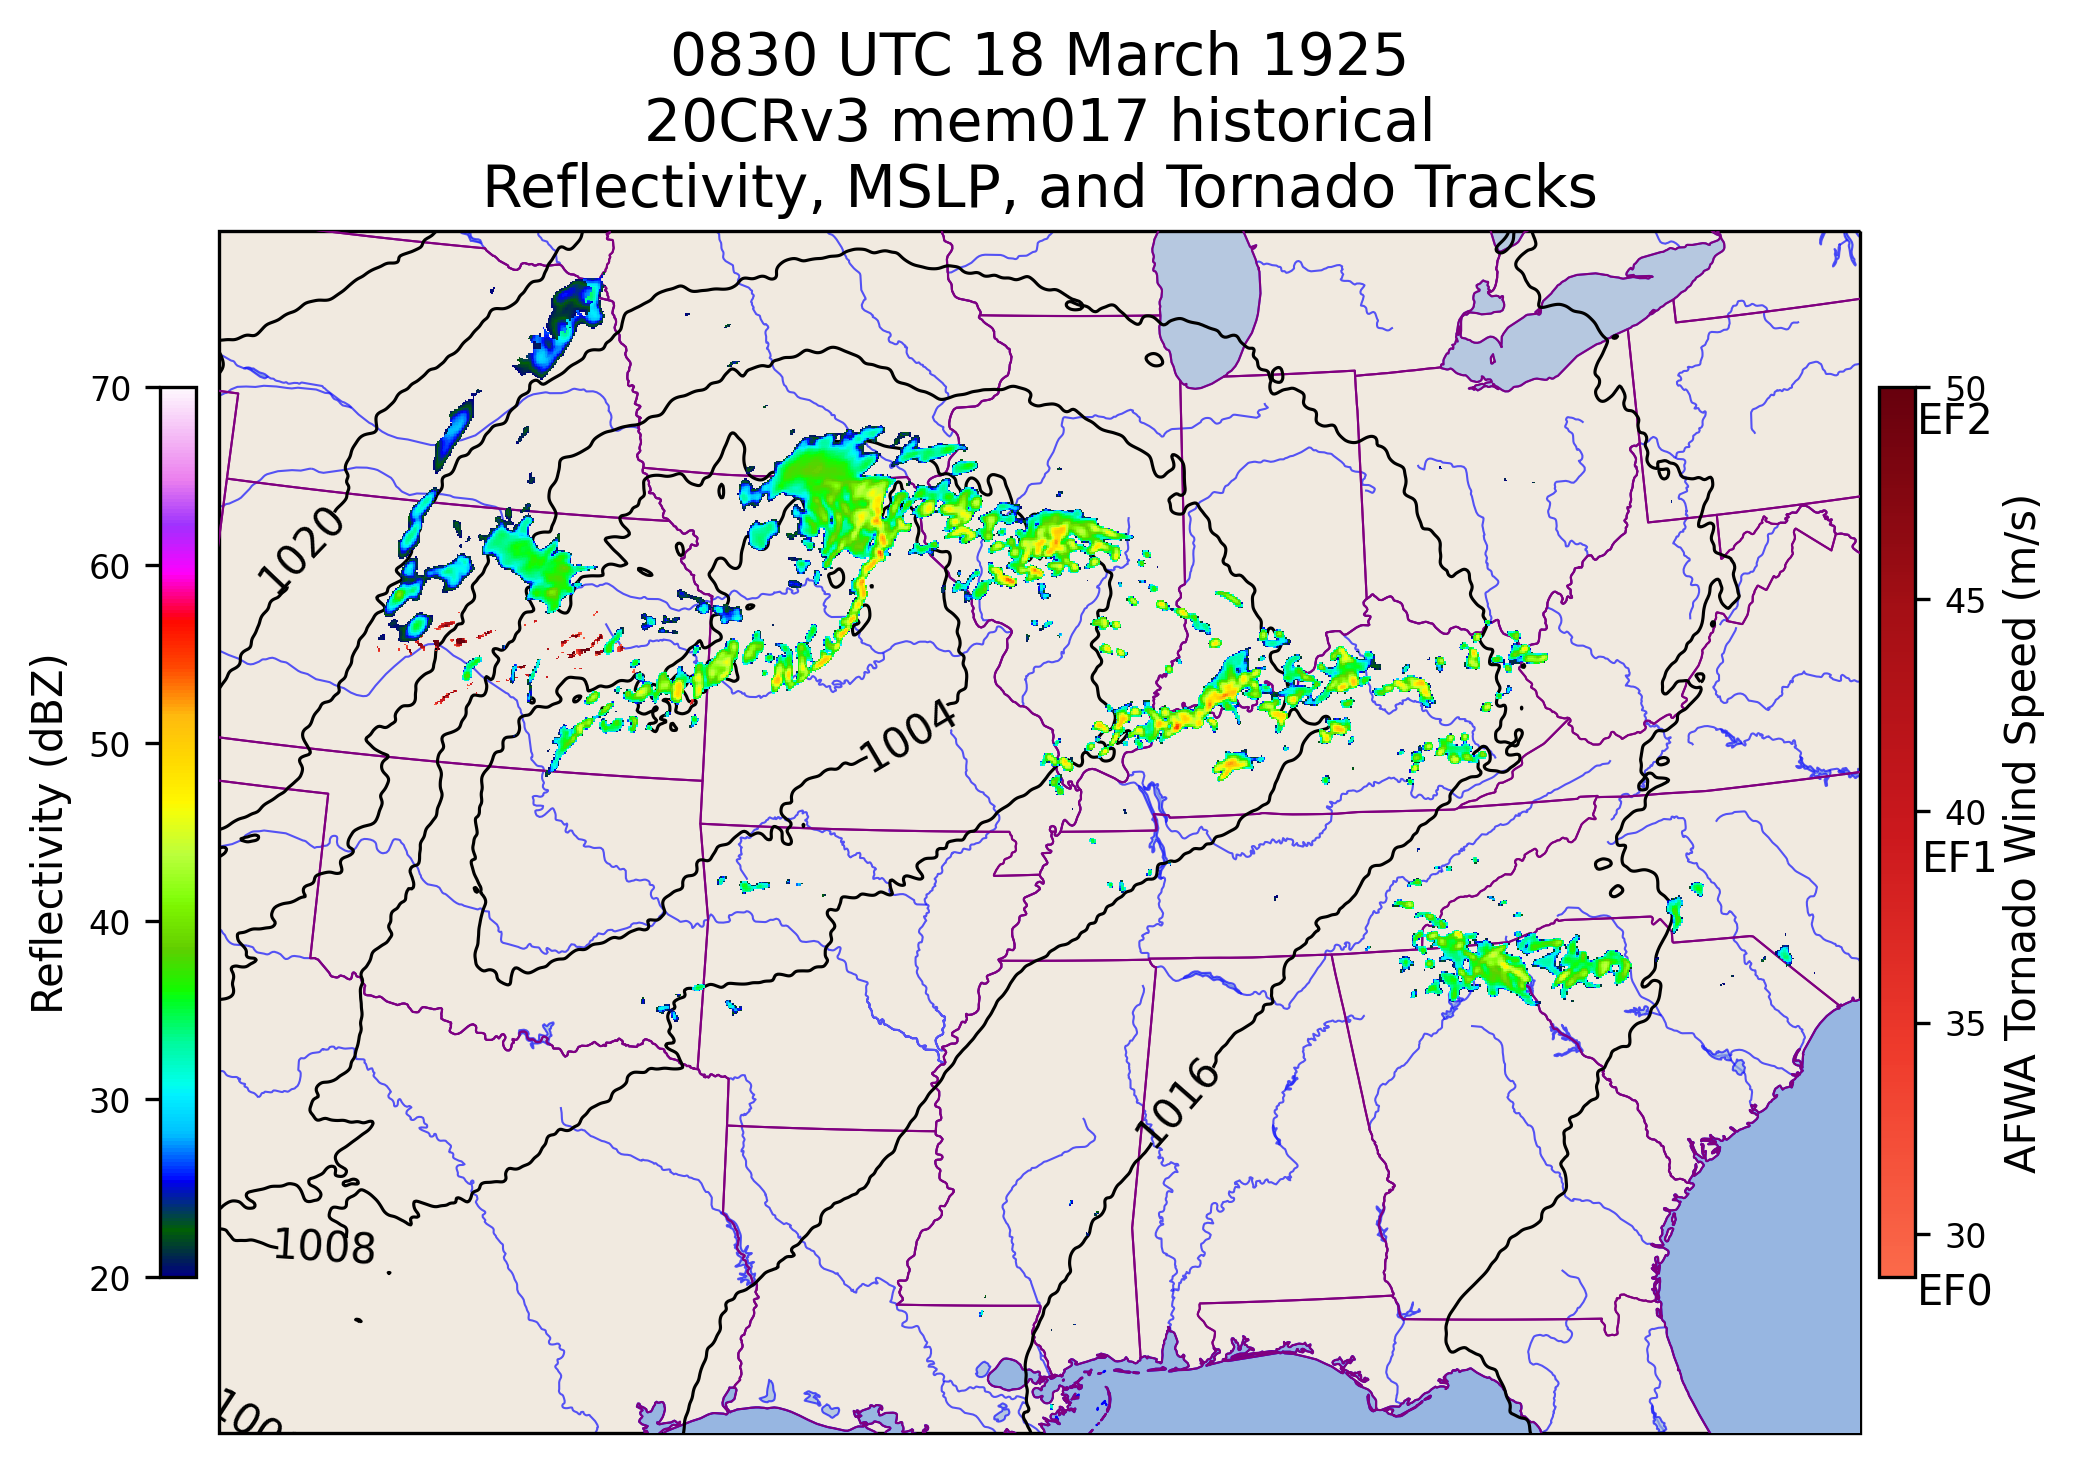 0830 UTC 18 March 1925
20CRv3 mem017 historical
Reflectivity, MSLP, and Tornado Tracks
70
60
50
40
30
20
Reflectivity (dBZ)
1020
1004
1016
1008
100
50
EF2
45
40
EF1
35
30
EF0
AFWA Tornado Wind Speed (m/s)